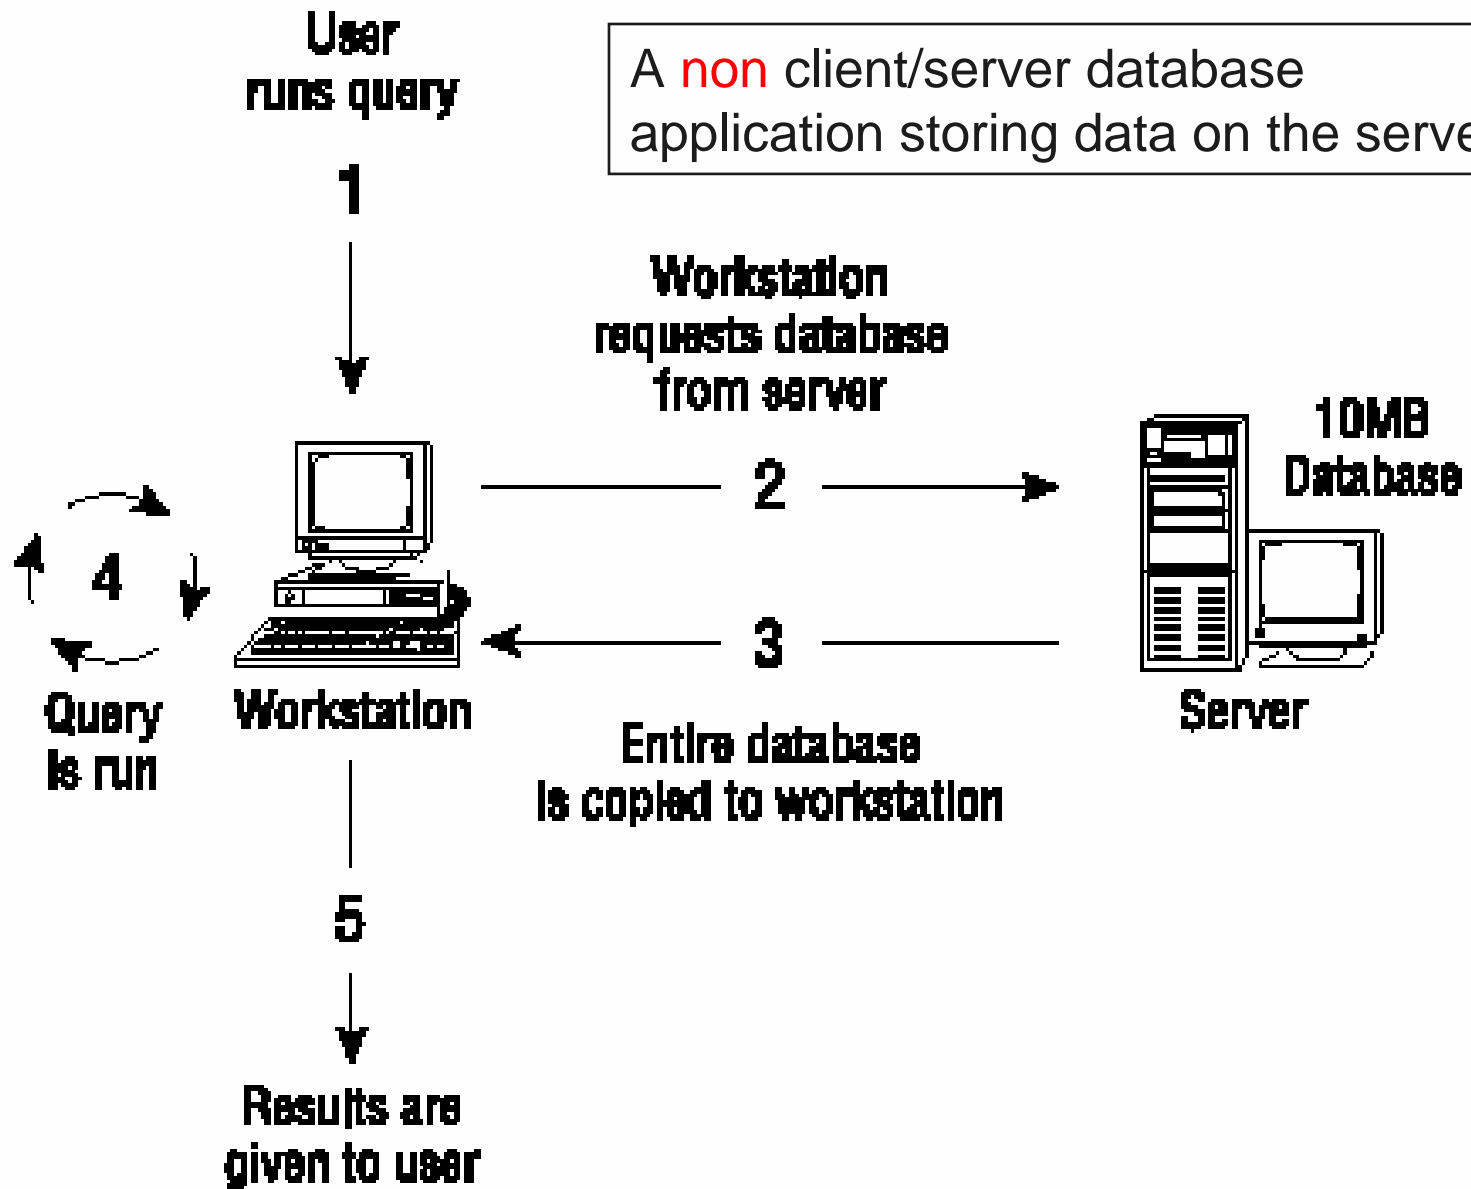 User
runs query
A non client/server database
application storing data on the serve
1
Workstation
requests database
from server
10MB
Database
2
4
3
Query
is run
Workstation
Server
Entire database
is copied to workstation
5
Results are
given to user